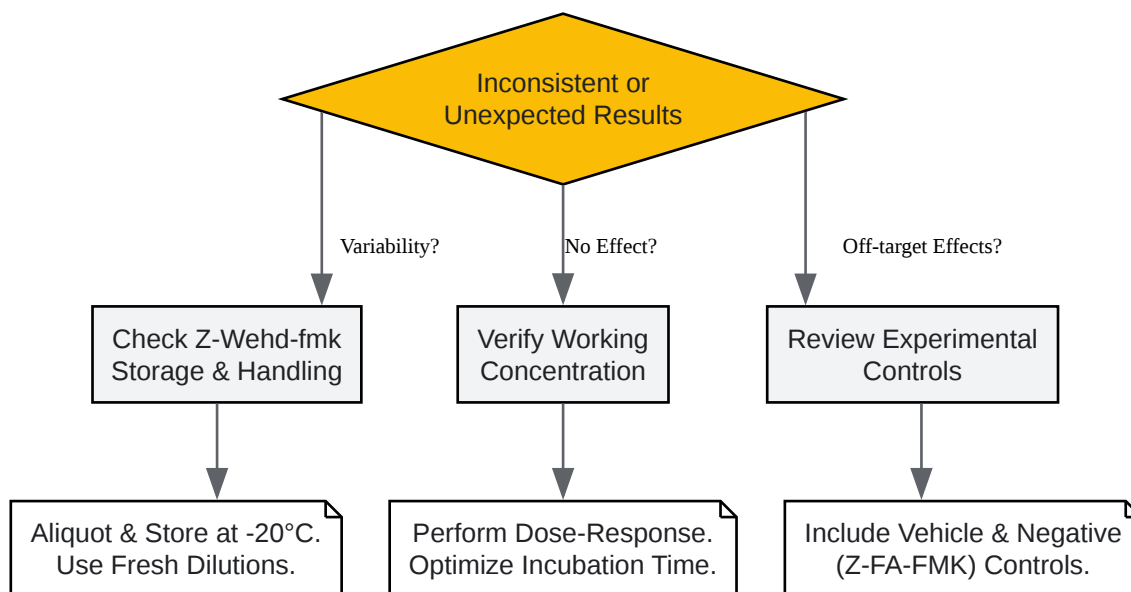 Inconsistent or
Unexpected Results
Variability?
No Effect?
Off-target Effects?
Check Z-Wehd-fmk
Storage & Handling
Verify Working
Concentration
Review Experimental
Controls
Aliquot & Store at -20°C.
Use Fresh Dilutions.
Perform Dose-Response.
Optimize Incubation Time.
Include Vehicle & Negative
(Z-FA-FMK) Controls.